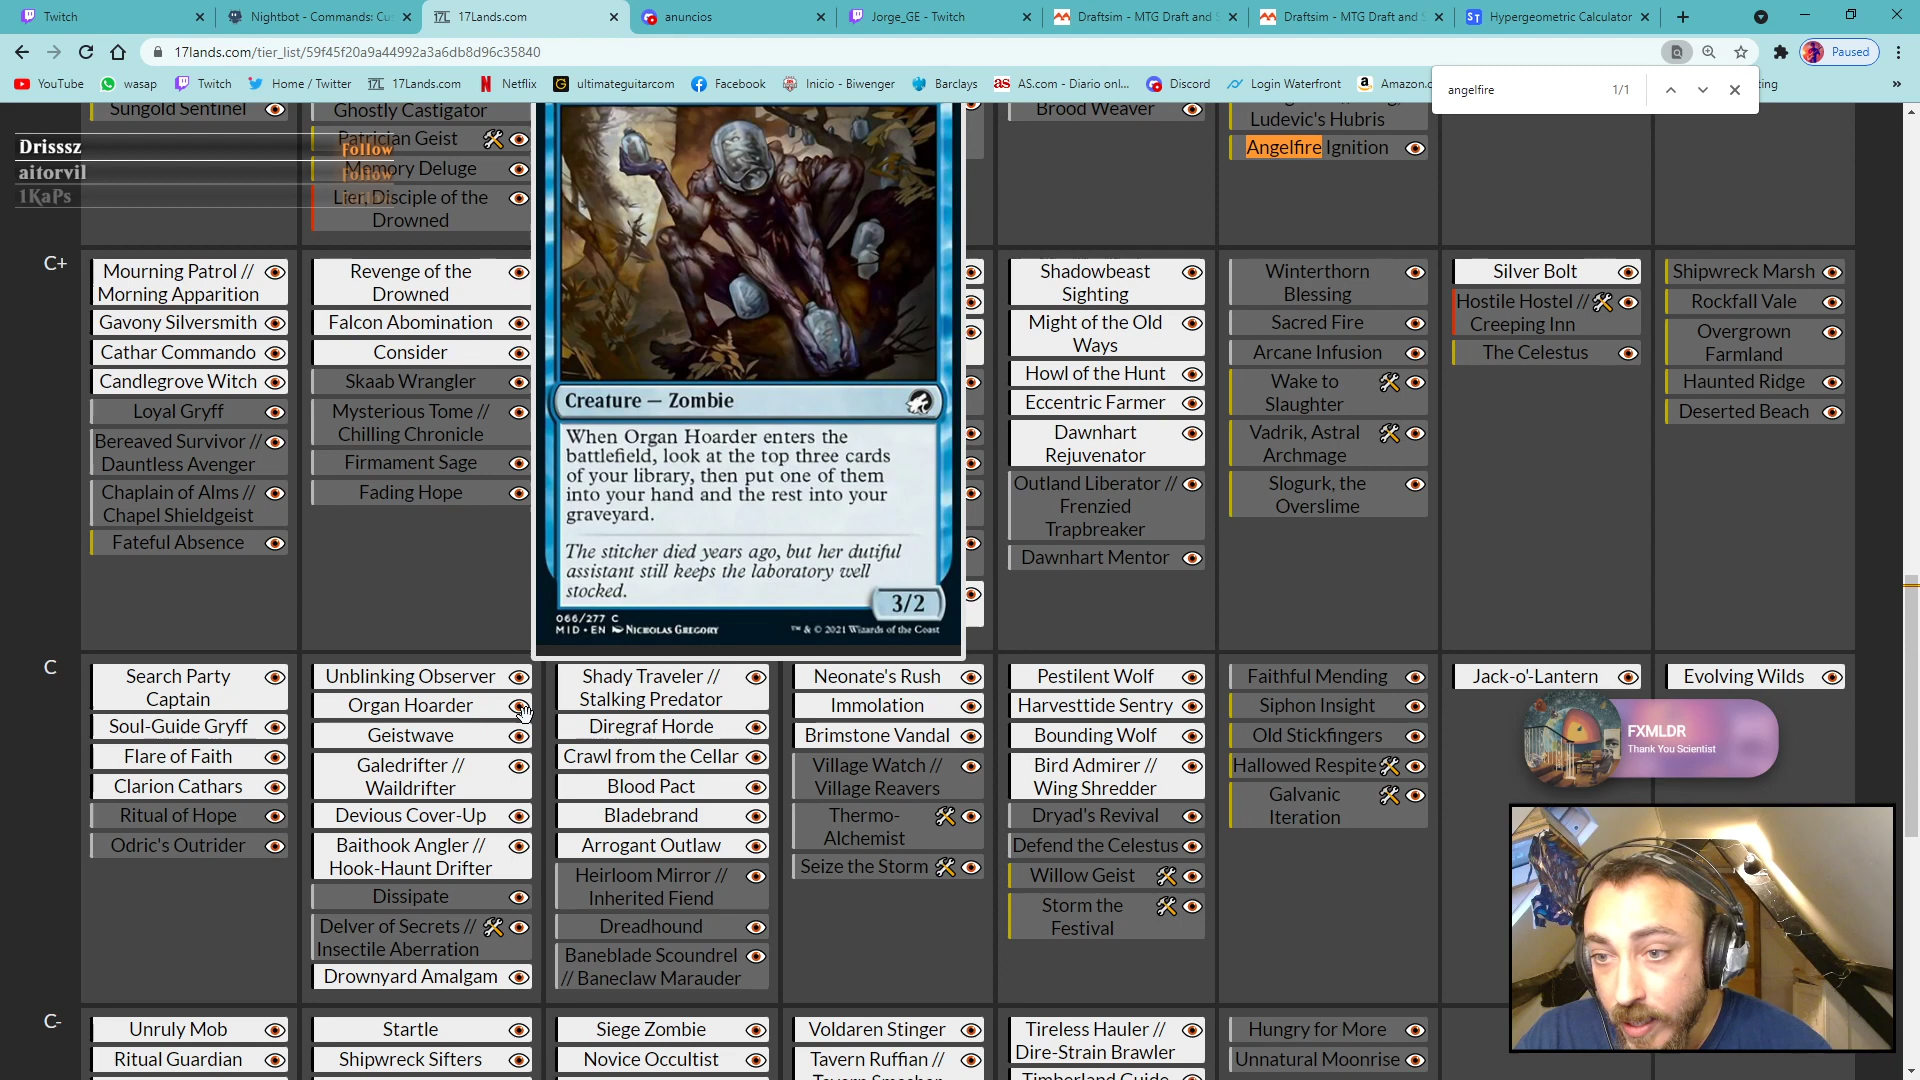 Twitch
Nightbot - Commands: Cu
17Lands.com
anuncios
Jorge_GE - Twitch
Draftsim - MTG Draft and S
Draftsim - MTG Draft and S
Hypergeometric Calculator
17lands.com/tier_list/59f45f20a9a44992a3a6db8d96c35840
Paused
YouTube
wasap
Twitch
Home / Twitter
17Lands.com
Netflix
ultimateguitarcom
Facebook
Inicio - Biwenger
Barclays
AS.com - Diario onl...
Discord
Login Waterfront
Amazon.c
angelfire
1/1
Sungold Sentinel
Ghostly Castigator
Patrician Geist
Memory Deluge
Lier, Disciple of the
Drowned
Drisssz
Follow
aitorvil
1KaPs
Brood Weaver
Ludevic's Hubris
Angelfire Ignition
C+
Mourning Patrol //
Morning Apparition
Gavony Silversmith
Cathar Commando
Candlegrove Witch
Loyal Gryff
Bereaved Survivor //
Dauntless Avenger
Chaplain of Alms //
Chapel Shieldgeist
Fateful Absence
Revenge of the
Drowned
Falcon Abomination
Consider
Skaab Wrangler
Mysterious Tome //
Chilling Chronicle
Firmament Sage
Fading Hope
Creature — Zombie
When Organ Hoarder enters the
battlefield, look at the top three cards
of your library, then put one of them
into your hand and the rest into your
graveyard.
The stitcher died years ago, but her dutiful
assistant still keeps the laboratory well
stocked.
3/2
066/277 C
MID • EN Nicholas Gregory
™ & © 2021 Wizards of the Coast
Shadowbeast
Sighting
Might of the Old
Ways
Howl of the Hunt
Eccentric Farmer
Dawnhart
Rejuvenator
Outland Liberator //
Frenzied
Trapbreaker
Dawnhart Mentor
Winterthorn
Blessing
Sacred Fire
Arcane Infusion
Wake to
Slaughter
Vadrik, Astral
Archmage
Slogurk, the
Overslime
Silver Bolt
Hostile Hostel //
Creeping Inn
The Celestus
Shipwreck Marsh
Rockfall Vale
Overgrown
Farmland
Haunted Ridge
Deserted Beach
C
Search Party
Captain
Soul-Guide Gryff
Flare of Faith
Clarion Cathars
Ritual of Hope
Odric's Outrider
Unblinking Observer
Organ Hoarder
Geistwave
Galedrifter //
Waildrifter
Devious Cover-Up
Baithook Angler //
Hook-Haunt Drifter
Dissipate
Delver of Secrets //
Insectile Aberration
Drownyard Amalgam
Shady Traveler //
Stalking Predator
Diregraf Horde
Crawl from the Cellar
Blood Pact
Bladebrand
Arrogant Outlaw
Heirloom Mirror //
Inherited Fiend
Dreadhound
Baneblade Scoundrel
// Baneclaw Marauder
Neonate's Rush
Immolation
Brimstone Vandal
Village Watch //
Village Reavers
Thermo-
Alchemist
Seize the Storm
Pestilent Wolf
Harvesttide Sentry
Bounding Wolf
Bird Admirer //
Wing Shredder
Dryad's Revival
Defend the Celestus
Willow Geist
Storm the
Festival
Faithful Mending
Siphon Insight
Old Stickfingers
Hallowed Respite
Galvanic
Iteration
Jack-o'-Lantern
Evolving Wilds
FXMLDR
Thank You Scientist
C-
Unruly Mob
Ritual Guardian
Startle
Shipwreck Sifters
Siege Zombie
Novice Occultist
Voldaren Stinger
Tavern Ruffian //
Tireless Hauler //
Dire-Strain Brawler
Timberland Guide
Hungry for More
Unnatural Moonrise